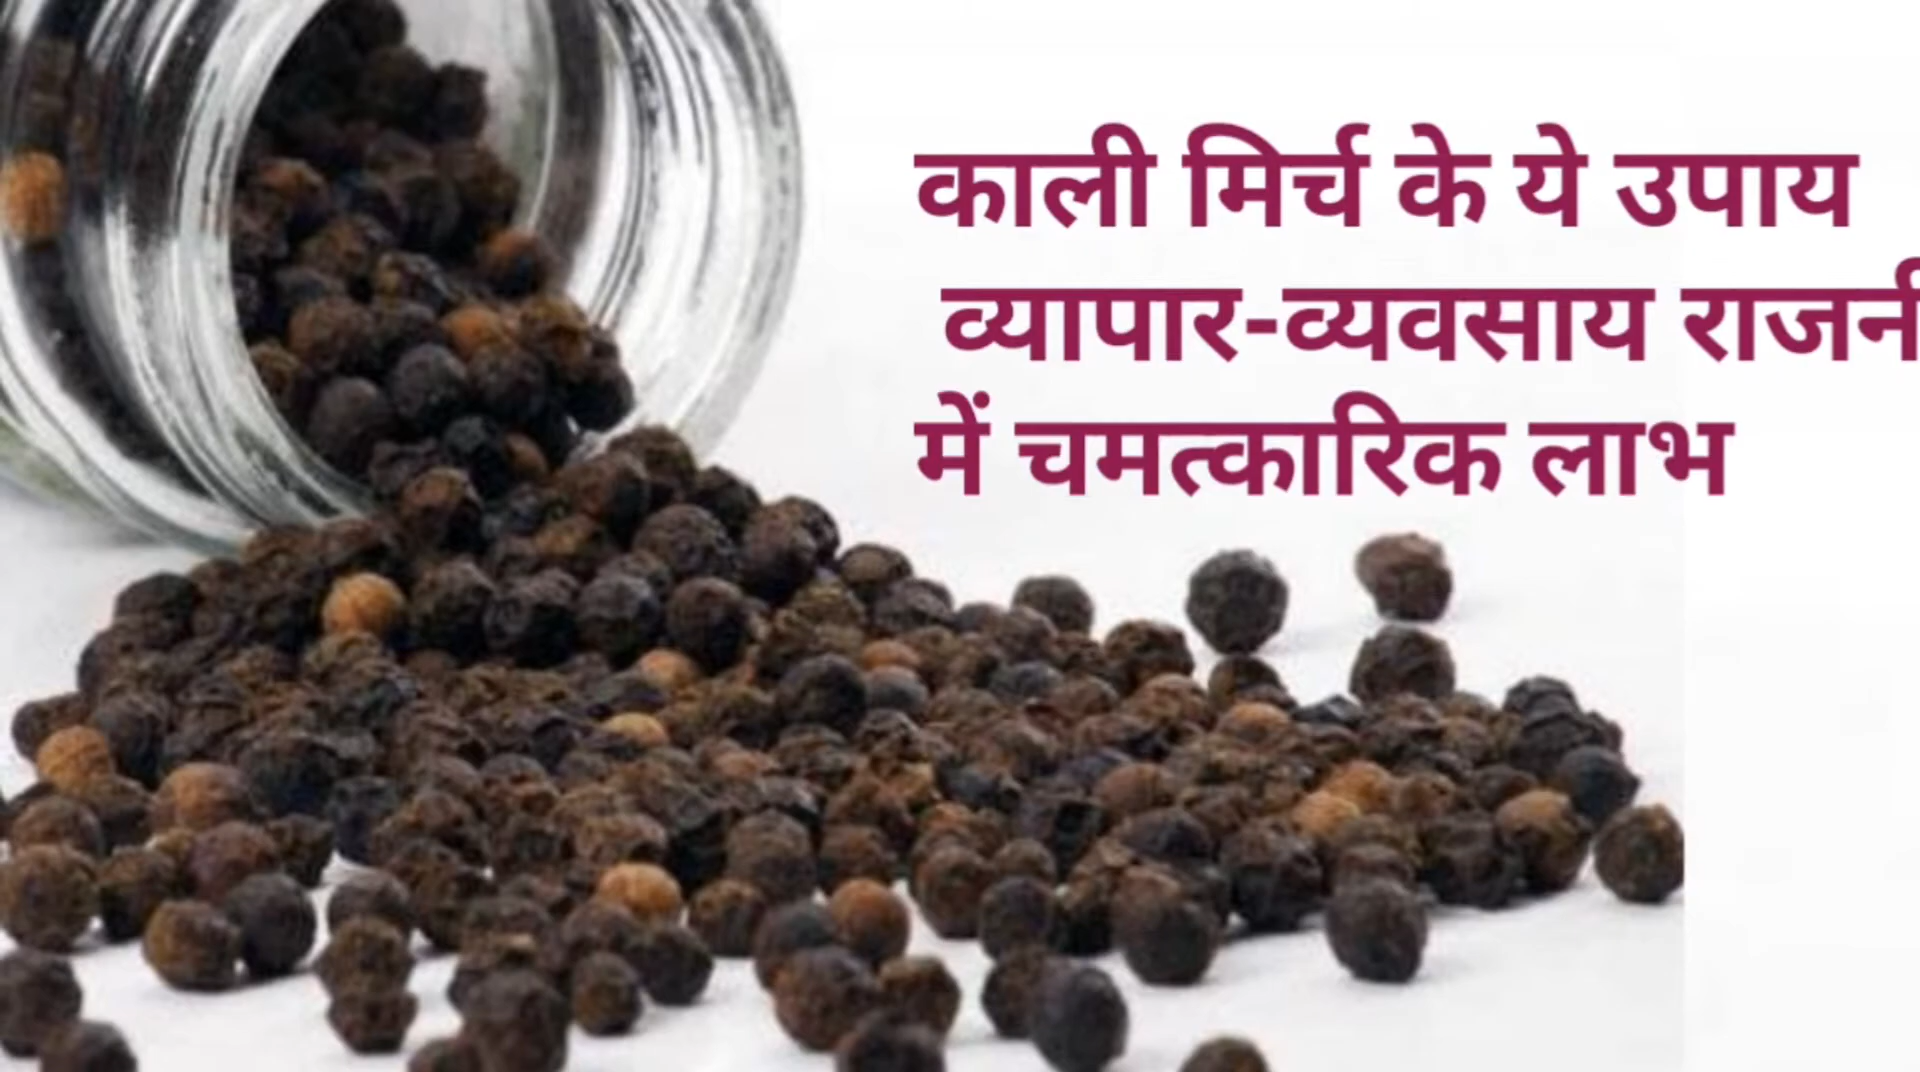 काली मिर्च के ये उपाय
व्यापार-व्यवसाय
में चमत्कारिक लाभ